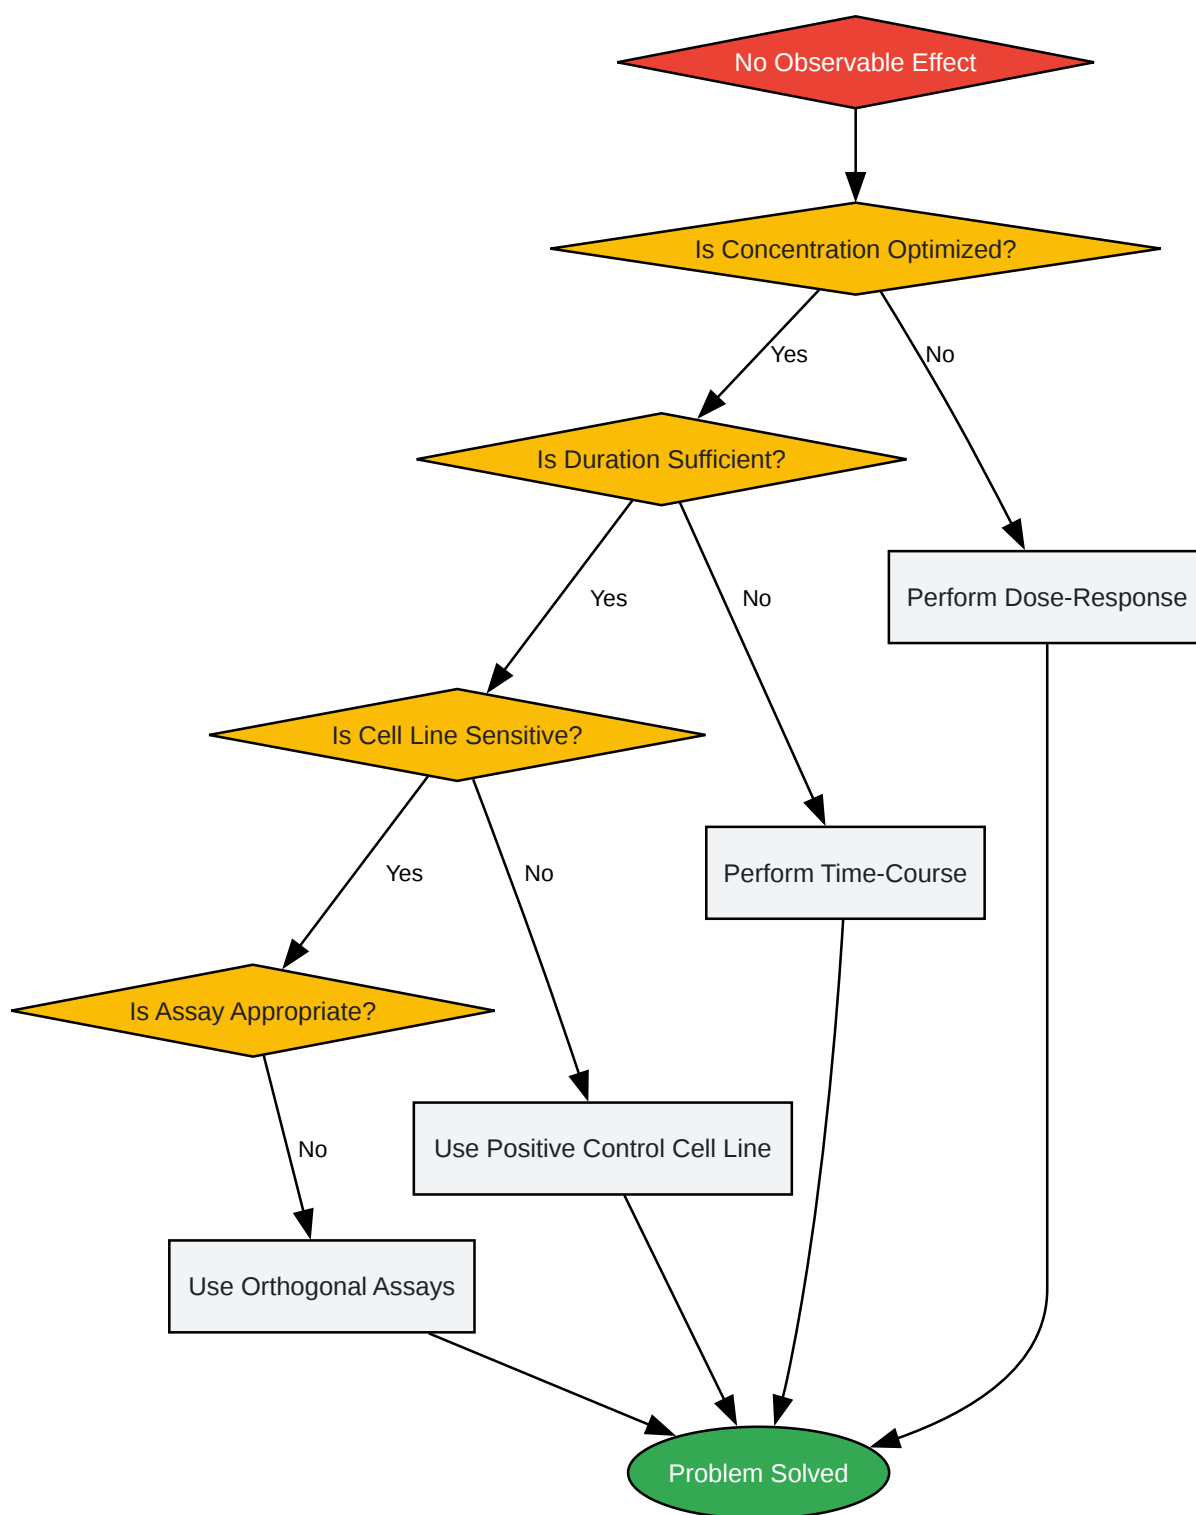 No Observable Effect
Is Concentration Optimized?
Yes
No
Is Duration Sufficient?
Yes
No
Perform Dose-Response
Is Cell Line Sensitive?
Yes
No
Perform Time-Course
Is Assay Appropriate?
No
Use Positive Control Cell Line
Use Orthogonal Assays
Problem Solved